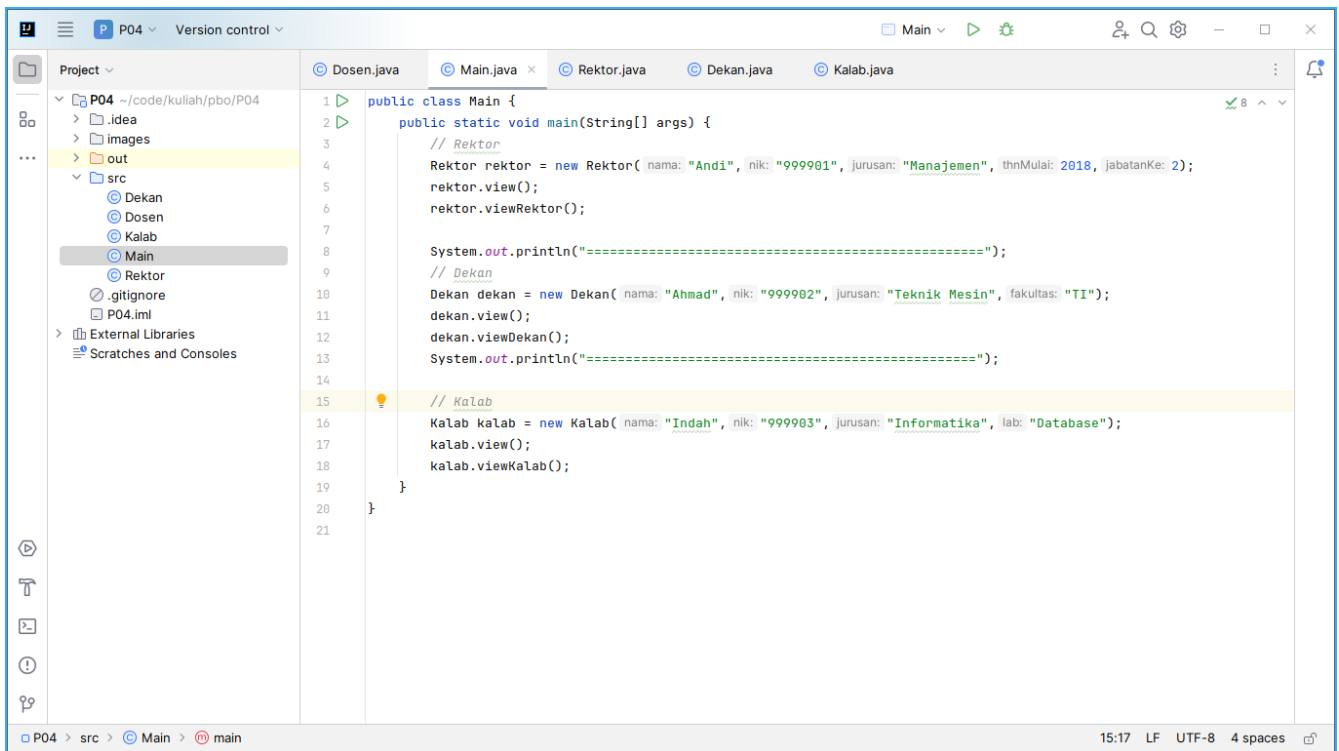 P P04 Version control Main
Project
Dosen.java Main.java Rektor.java Dekan.java Kalab.java
P04 ~/code/kuliah/pbo/P04
.idea
images
out
src
Dekan
Dosen
Kalab
Main
Rektor
.gitignore
P04.iml
External Libraries
Scratches and Consoles
8
1 public class Main {
2 public static void main(String[] args) {
3 // Rektor
4 Rektor rektor = new Rektor( nama: "Andi", nik: "999901", jurusan: "Manajemen", thnMulai: 2018, jabatanKe: 2);
5 rektor.view();
6 rektor.viewRektor();
7
8 System.out.println("===================================================");
9 // Dekan
10 Dekan dekan = new Dekan( nama: "Ahmad", nik: "999902", jurusan: "Teknik Mesin", fakultas: "TI");
11 dekan.view();
12 dekan.viewDekan();
13 System.out.println("==================================================");
14
15 // Kalab
16 Kalab kalab = new Kalab( nama: "Indah", nik: "999903", jurusan: "Informatika", lab: "Database");
17 kalab.view();
18 kalab.viewKalab();
19 }
20 }
21
P04 > src > Main > main
15:17 LF UTF-8 4 spaces